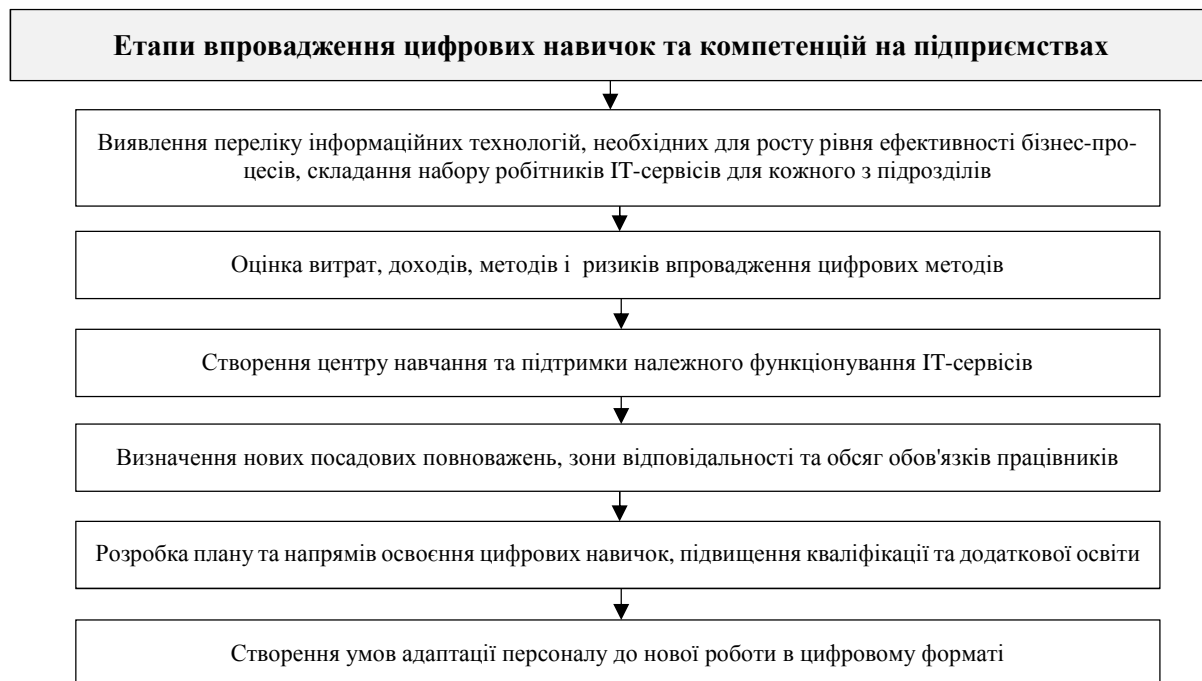 Етапи впровадження цифрових навичок та компетенцій на підприємствах
Виявлення переліку інформаційних технологій, необхідних для росту рівня ефективності бізнес-про-
цесів, складання набору робітників ІТ-сервісів для кожного з підрозділів
Оцінка витрат, доходів, методів і ризиків впровадження цифрових методів
Створення центру навчання та підтримки належного функціонування ІТ-сервісів
Визначення нових посадових повноважень, зони відповідальності та обсяг обов'язків працівників
Розробка плану та напрямів освоєння цифрових навичок, підвищення кваліфікації та додаткової освіти
Створення умов адаптації персоналу до нової роботи в цифровому форматі